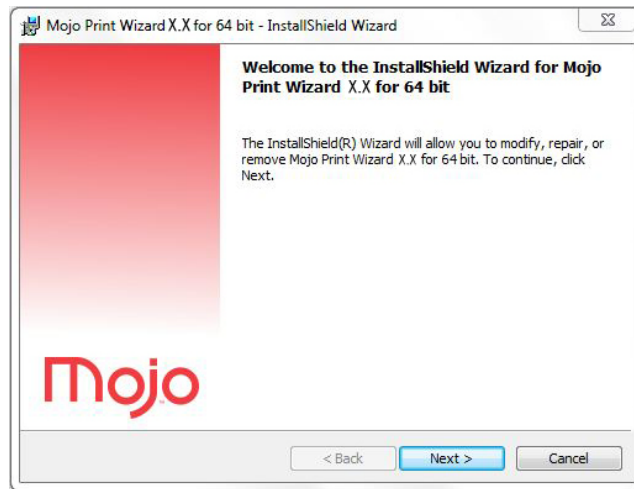 Mojo Print Wizard X.X for 64 bit - InstallShield Wizard
Welcome to the InstallShield Wizard for Mojo
Print Wizard X.X for 64 bit
The InstallShield(R) Wizard will allow you to modify, repair, or
remove Mojo Print Wizard X.X for 64 bit. To continue, click
Next.
mojo
< Back
Next >
Cancel